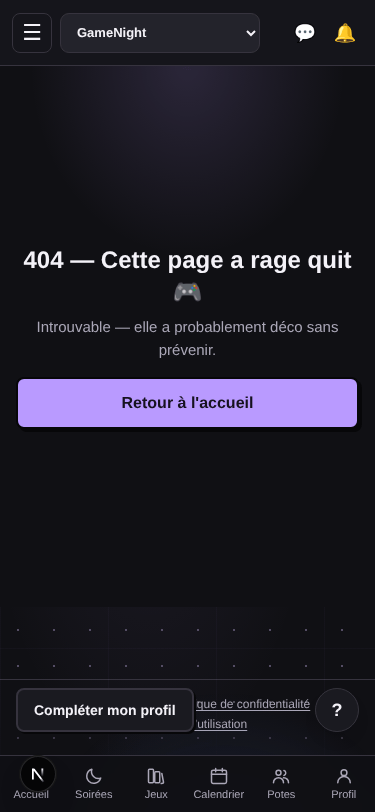 GameNight
404 — Cette page a rage quit
Introuvable — elle a probablement déco sans
prévenir.
Retour à l'accueil
Compléter mon profil
que de confidentialité
utilisation
?
N
Accueil
Soirées
Jeux
Calendrier
Potes
Profil